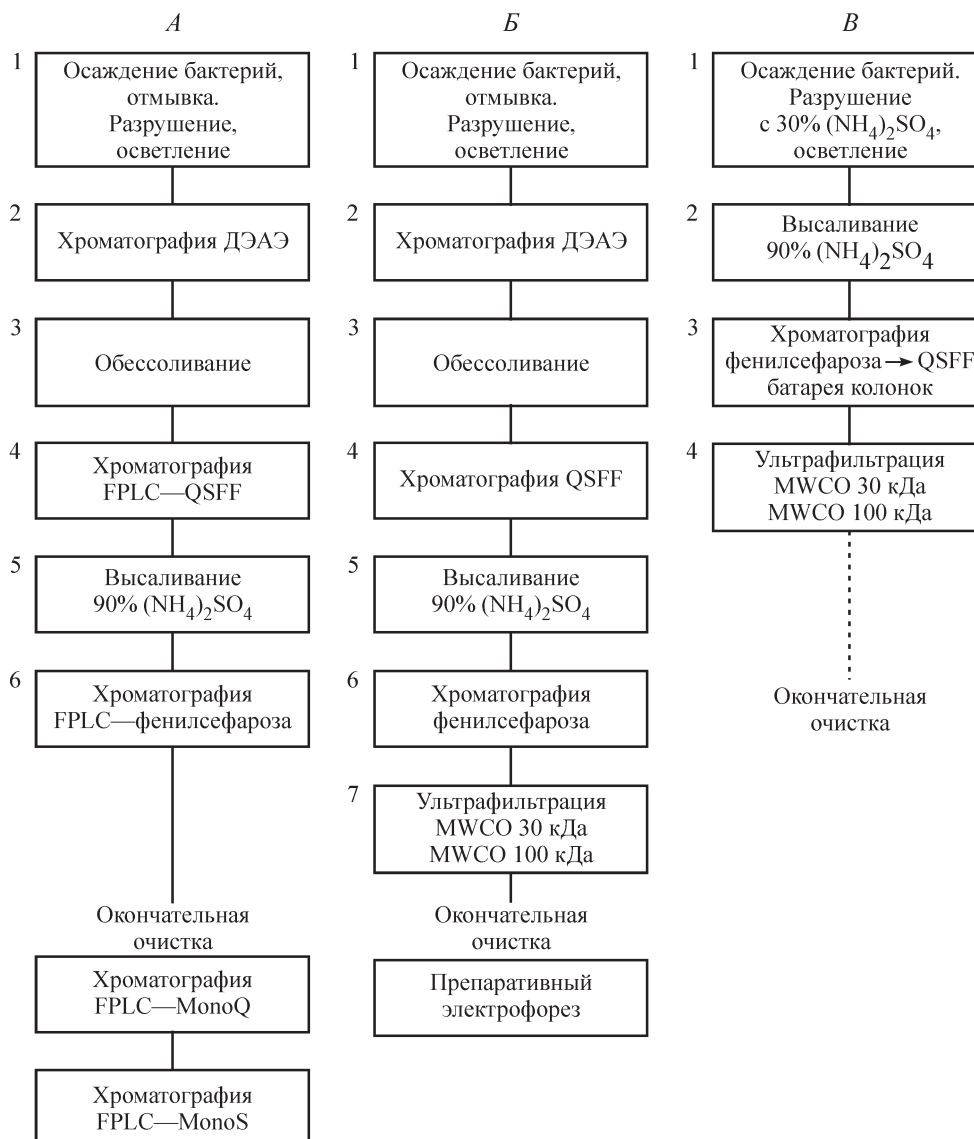 А
1
Осаждение бактерий,
отмывка.
Разрушение,
осветление
2
Хроматография ДЭАЭ
3
Обессоливание
4
Хроматография
FPLC—QSFF
5
Высаливание
90% (NH4)2SO4
6
Хроматография
FPLC—фенилсефароза
Окончательная
очистка
Хроматография
FPLC—MonoQ
Хроматография
FPLC—MonoS
Б
1
Осаждение бактерий,
отмывка.
Разрушение,
осветление
2
Хроматография ДЭАЭ
3
Обессоливание
4
Хроматография QSFF
5
Высаливание
90% (NH4)2SO4
6
Хроматография
фенилсефароза
7
Ультрафильтрация
MWCO 30 кДа
MWCO 100 кДа
Окончательная
очистка
Препаративный
электрофорез
В
1
Осаждение бактерий.
Разрушение
с 30% (NH4)2SO4,
осветление
2
Высаливание
90% (NH4)2SO4
3
Хроматография
фенилсефароза → QSFF
батарея колонок
4
Ультрафильтрация
MWCO 30 кДа
MWCO 100 кДа
Окончательная
очистка